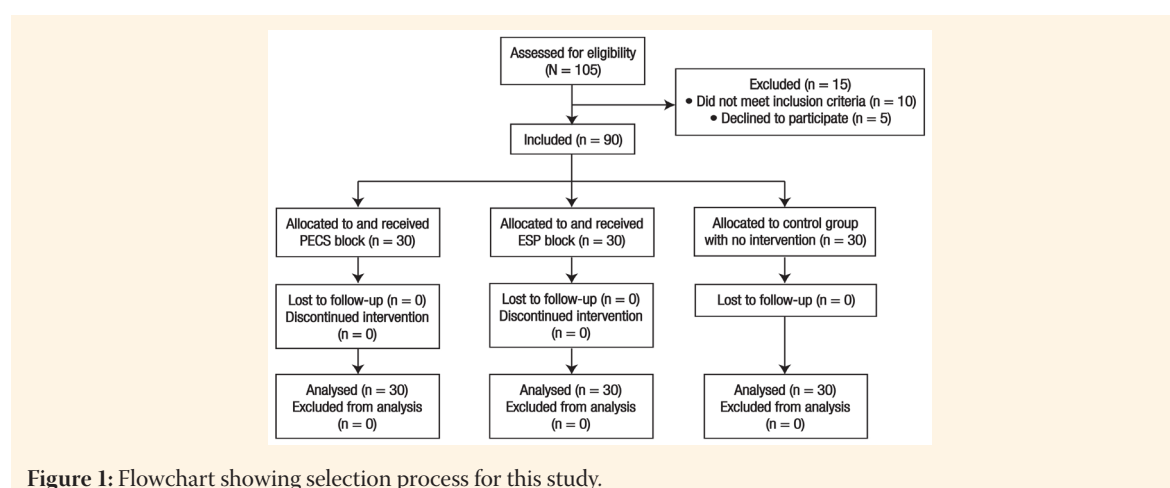 Assessed for eligibility
(N = 105)
Excluded (n = 15)
• Did not meet inclusion criteria (n = 10)
• Declined to participate (n = 5)
Included (n = 90)
Allocated to and received
PECS block (n = 30)
Allocated to and received
ESP block (n = 30)
Allocated to control group
with no intervention (n = 30)
Lost to follow-up (n = 0)
Discontinued intervention
(n = 0)
Lost to follow-up (n = 0)
Discontinued intervention
(n = 0)
Lost to follow-up (n = 0)
Analysed (n = 30)
Excluded from analysis
(n = 0)
Analysed (n = 30)
Excluded from analysis
(n = 0)
Analysed (n = 30)
Excluded from analysis
(n = 0)
Figure 1: Flowchart showing selection process for this study.